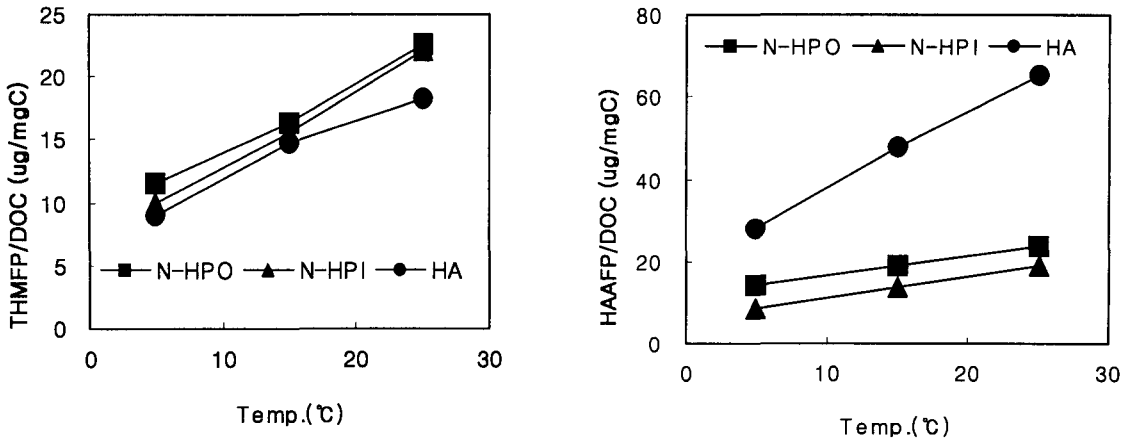 25
20
15
10
5
0
THMFP/DOC (ug/mgC)
N-HPO N-HPI HA
0 10 20 30
Temp.(℃)
80
60
40
20
0
HAAFP/DOC (ug/mgC)
N-HPO N-HPI HA
0 10 20 30
Temp.(℃)